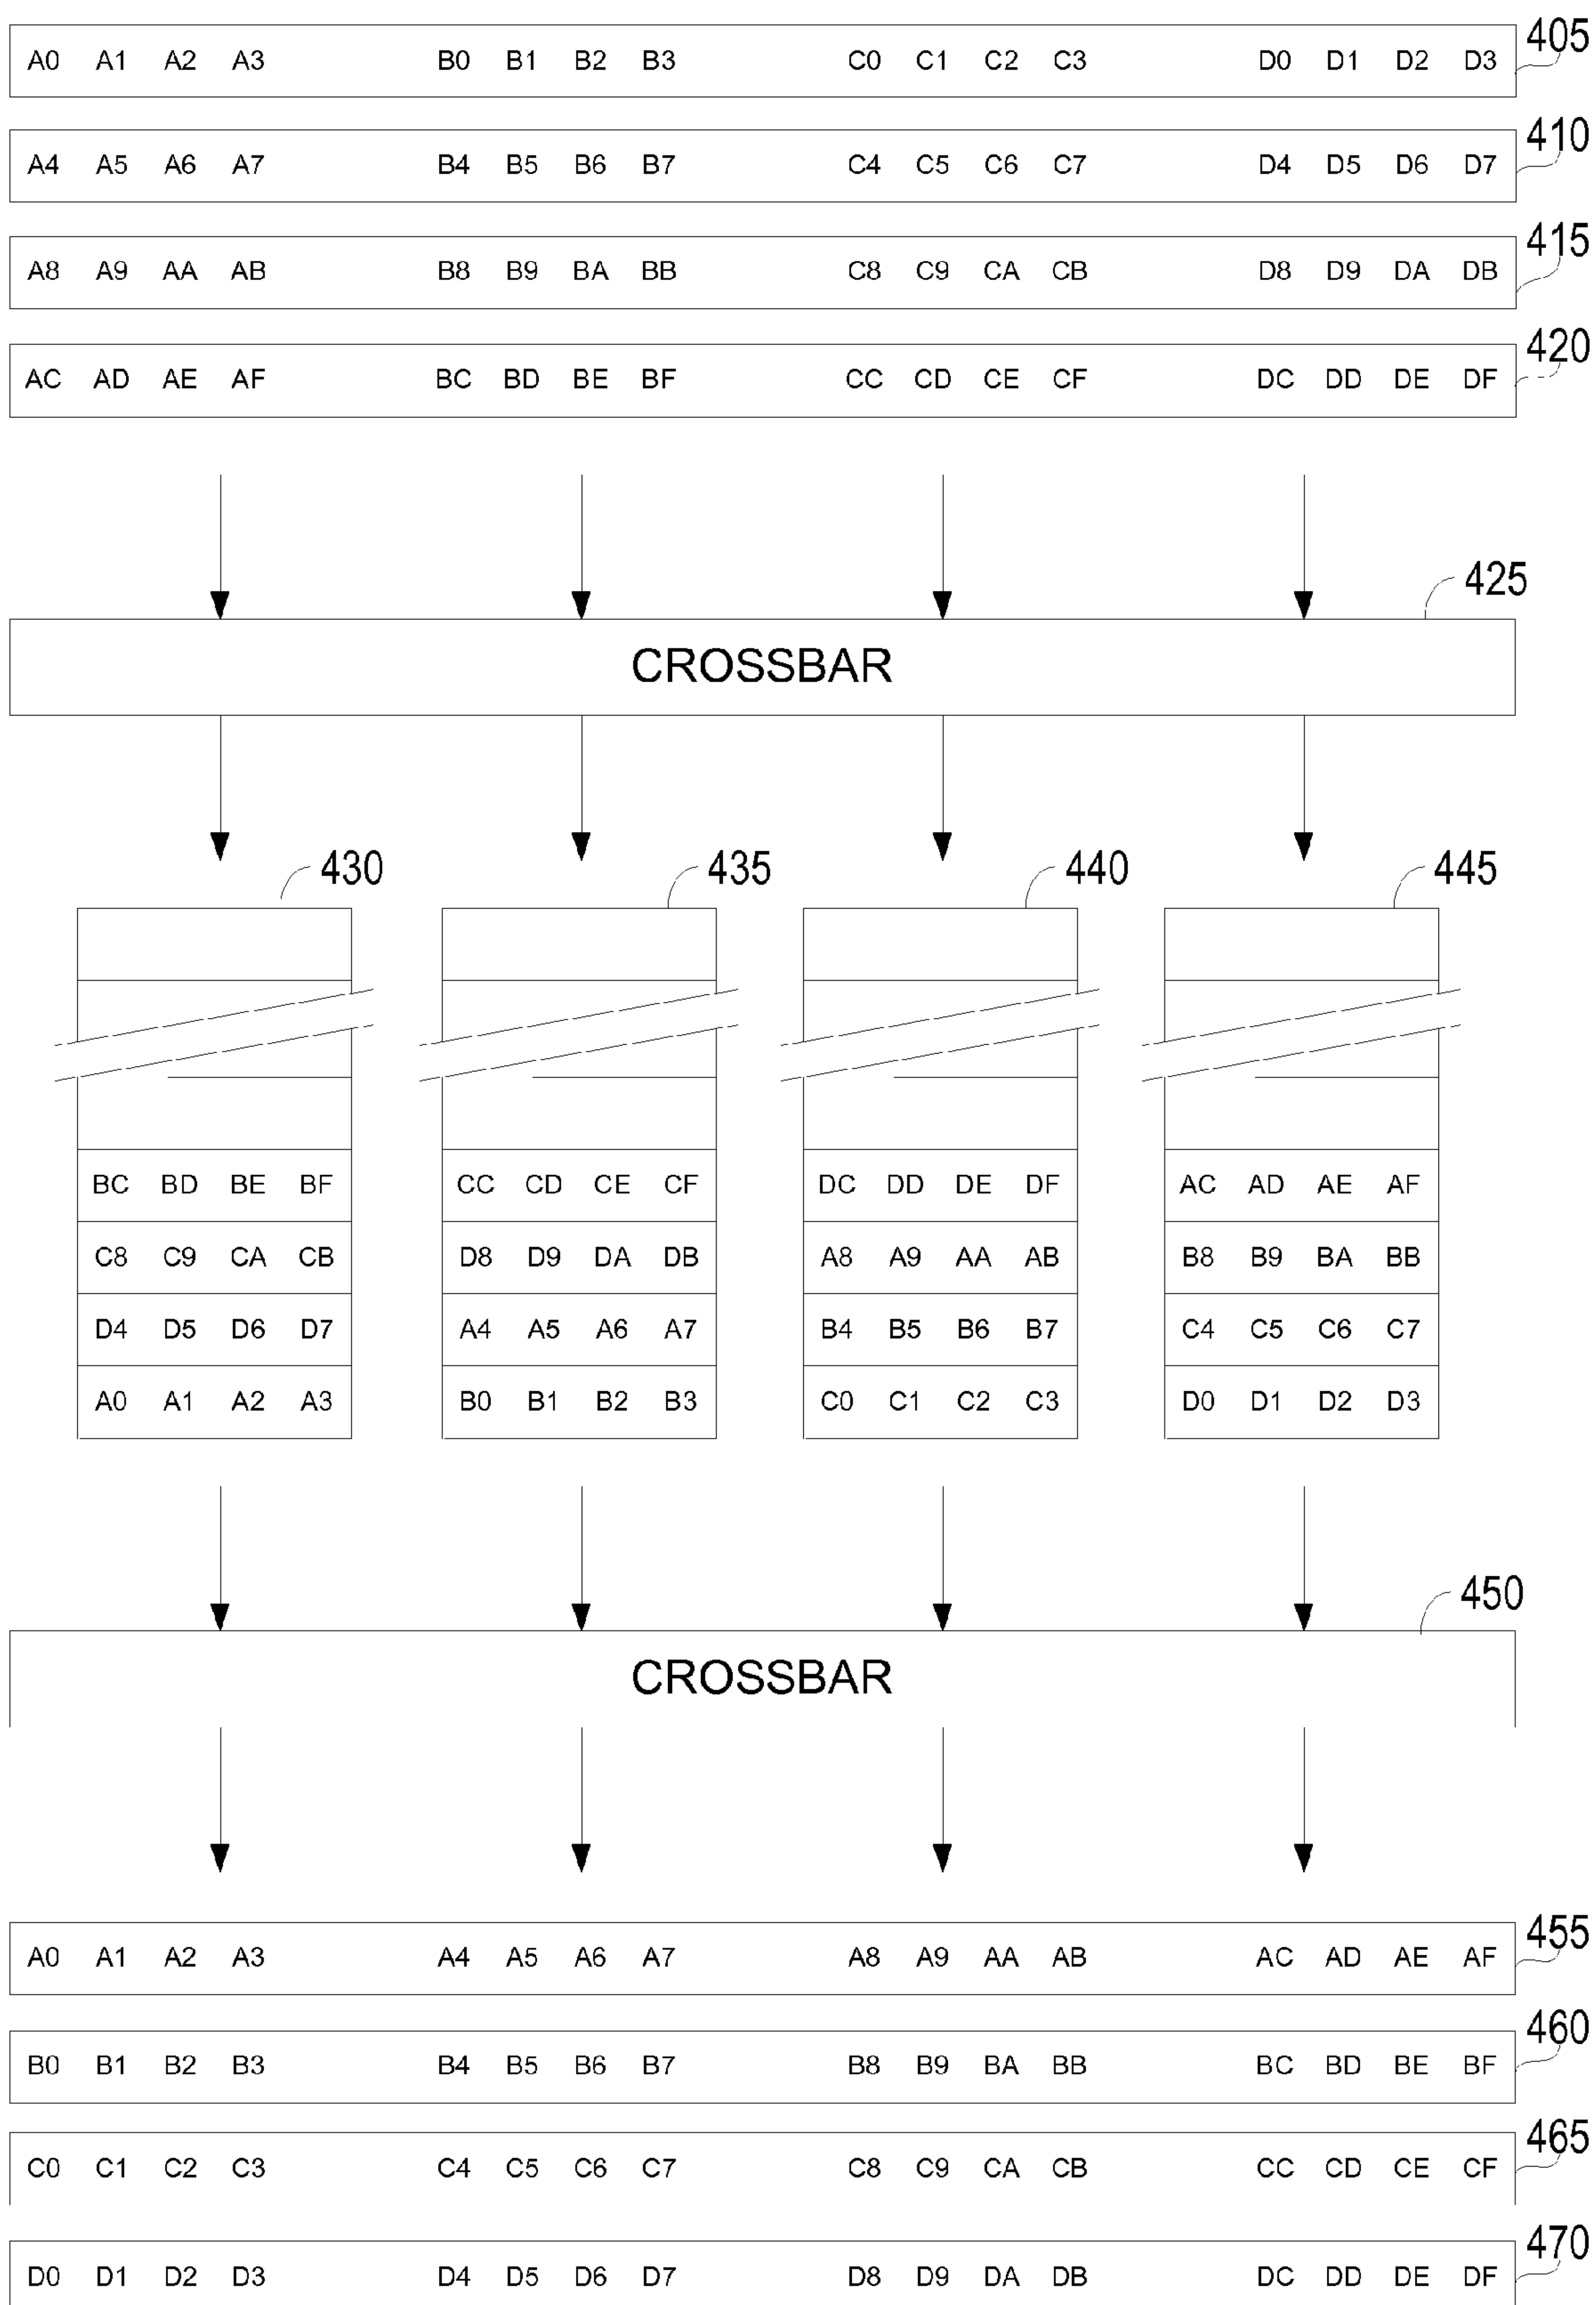 405
A0 A1 A2 A3 B0 B1 B2 B3 C0 C1 C2 C3 D0 D1 D2 D3
410
A4 A5 A6 A7 B4 B5 B6 B7 C4 C5 C6 C7 D4 D5 D6 D7
415
A8 A9 AA AB B8 B9 BA BB C8 C9 CA CB D8 D9 DA DB
420
AC AD AE AF BC BD BE BF CC CD CE CF DC DD DE DF
425
CROSSBAR
430 435 440 445
BC BD BE BF CC CD CE CF DC DD DE DF AC AD AE AF
C8 C9 CA CB D8 D9 DA DB A8 A9 AA AB B8 B9 BA BB
D4 D5 D6 D7 A4 A5 A6 A7 B4 B5 B6 B7 C4 C5 C6 C7
A0 A1 A2 A3 B0 B1 B2 B3 C0 C1 C2 C3 D0 D1 D2 D3
450
CROSSBAR
455
A0 A1 A2 A3 A4 A5 A6 A7 A8 A9 AA AB AC AD AE AF
460
B0 B1 B2 B3 B4 B5 B6 B7 B8 B9 BA BB BC BD BE BF
465
C0 C1 C2 C3 C4 C5 C6 C7 C8 C9 CA CB CC CD CE CF
470
D0 D1 D2 D3 D4 D5 D6 D7 D8 D9 DA DB DC DD DE DF